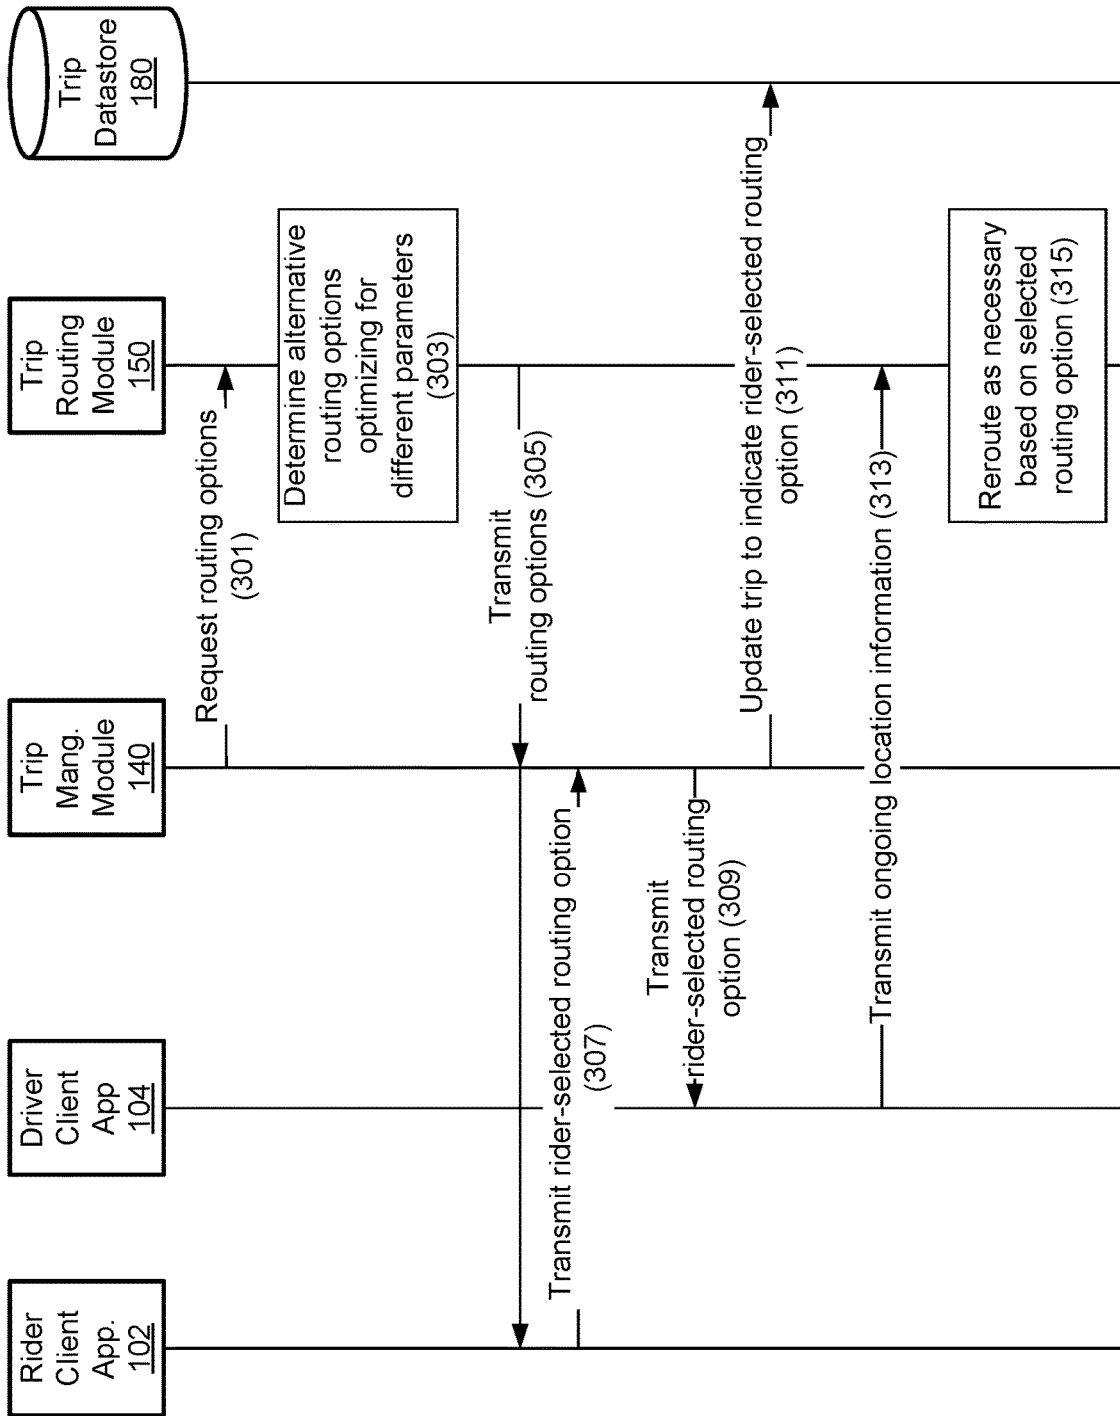 Rider
Client
App.
102
Driver
Client
App
104
Trip
Mang.
Module
140
Trip
Routing
Module
150
Trip
Datastore
180
Request routing options
(301)
Determine alternative
routing options
optimizing for
different parameters
(303)
Transmit
routing options (305)
Transmit rider-selected routing option
(307)
Transmit
rider-selected routing
option (309)
Update trip to indicate rider-selected routing
option (311)
Transmit ongoing location information (313)
Reroute as necessary
based on selected
routing option (315)